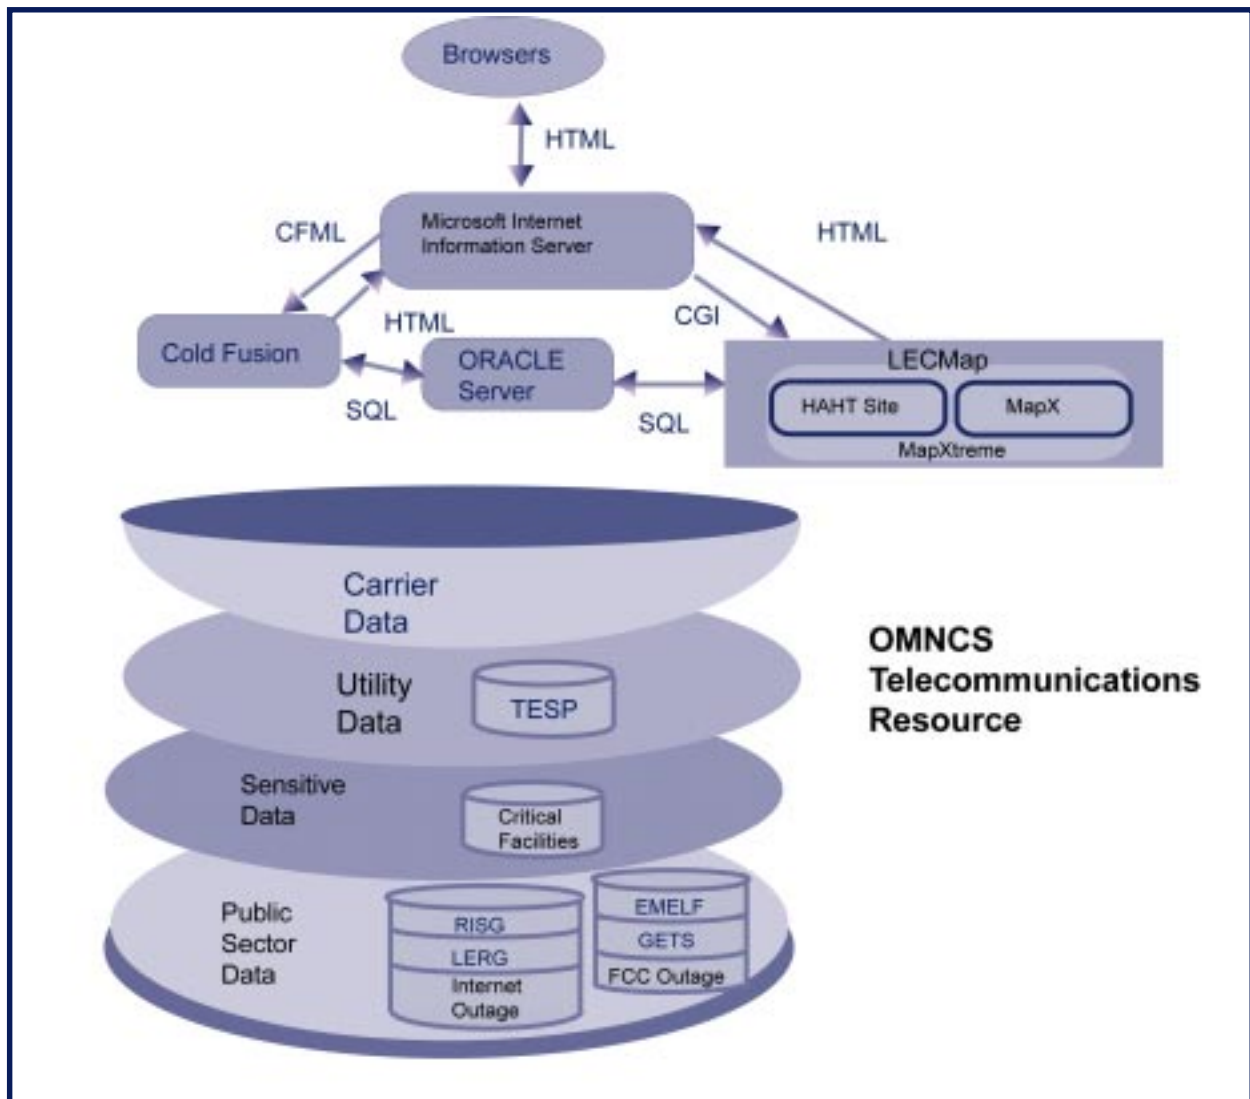 Browsers
HTML
Microsoft Internet
Information Server
CFML
HTML
CGI
HTML
Cold Fusion
ORACLE
Server
SQL
SQL
LECMap
HAHT Site
MapX
MapXtreme
Carrier
Data
Utility
Data
TESP
OMNCS
Telecommunications
Resource
Sensitive
Data
Critical
Facilities
Public
Sector
Data
RISG
LERG
Internet
Outage
EMELF
GETS
FCC Outage